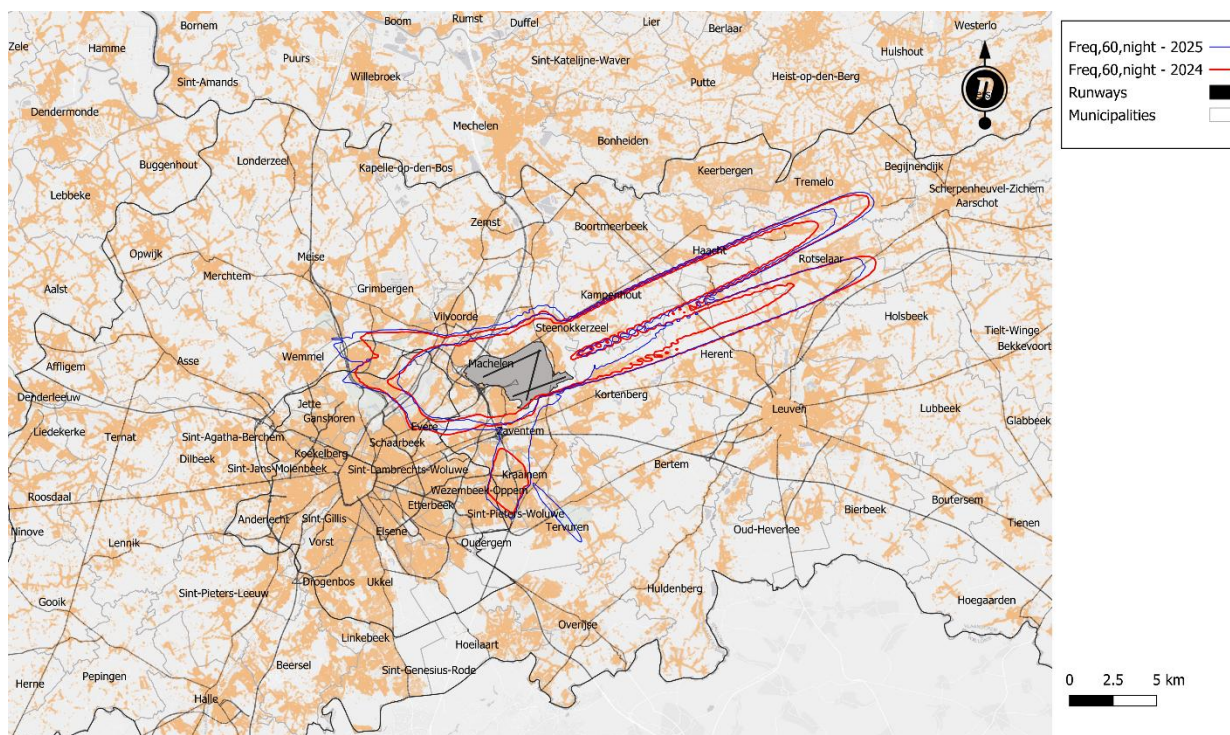 Bornem
Boom
Rumst
Duffel
Lier
Berlaar
Westerlo
Zele
Hamme
Puurs
Sint-Katelijne-Waver
Hulshout
Sint-Amands
Willebroek
Putte
Heist-op-den-Berg
Dendermonde
Mechelen
Bonheiden
Buggenhout
Londerzeel
Kapelle-op-den-Bos
Keerbergen
Begijnendijk
Tremelo
Scherpenheuvel-Zichem
Lebbeke
Aarschot
Zemst
Boortmeerbeek
Opwijk
Meise
Haacht
Rotselaar
Merchtem
Aalst
Grimbergen
Kampenhout
Vilvoorde
Holsbeek
Steenokkerzeel
Tielt-Winge
Wemmel
Herent
Bekkevoort
Asse
Machelen
Affligem
Denderleeuw
Kortenberg
Jette
Ganshoren
Leuven
Lubbeek
Glabbeek
Liedekerke
Ternat
Sint-Agatha-Berchem
Evere
Zaventem
Schaarbeek
Dilbeek
Koekelberg
Sint-Jans-Molenbeek
Sint-Lambrechts-Woluwe
Bertem
Kraainem
Roosdaal
Wezembeek-Oppem
Boutersem
Etterbeek
Sint-Pieters-Woluwe
Bierbeek
Anderlecht
Sint-Gillis
Tienen
Ninove
Elsene
Tervuren
Oud-Heverlee
Lennik
Vorst
Oudergem
Drogenbos
Ukkel
Sint-Pieters-Leeuw
Huldenberg
Gooik
Hoegaarden
Overijse
Linkebeek
Hoeilaart
Beersel
Sint-Genesius-Rode
Pepingen
Herne
Halle
Freq,60,night - 2025
Freq,60,night - 2024
Runways
Municipalities
0 2.5 5 km